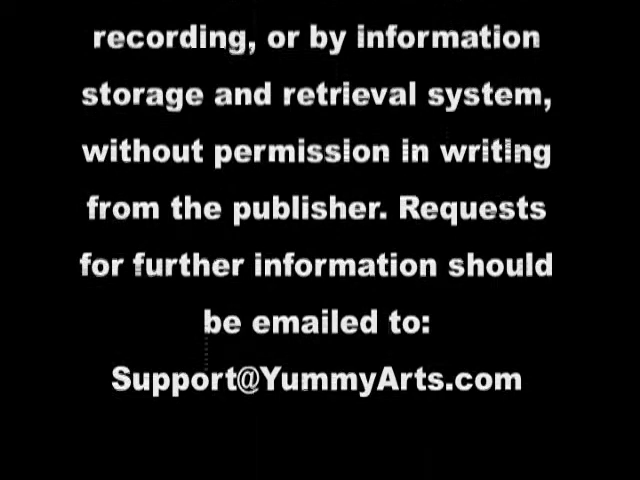 recording, or by information
storage and retrieval system,
without permission in writing
from the publisher. Requests
for further information should
be emailed to:
Support@YummyArts.com